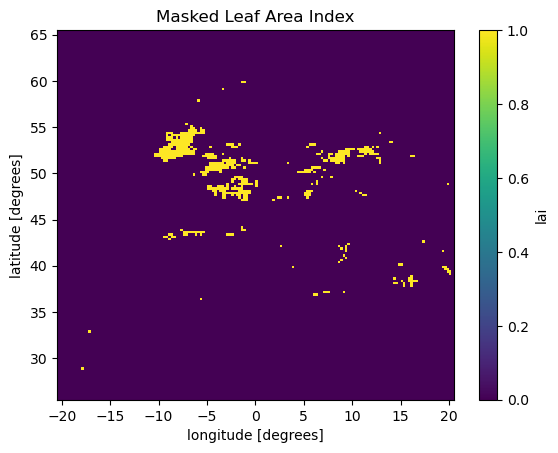 Masked Leaf Area Index
65
60
55
50
45
40
35
30
latitude [degrees]
−20 −15 −10 −5 0 5 10 15 20
longitude [degrees]
1.0
0.8
0.6
0.4
0.2
0.0
lai